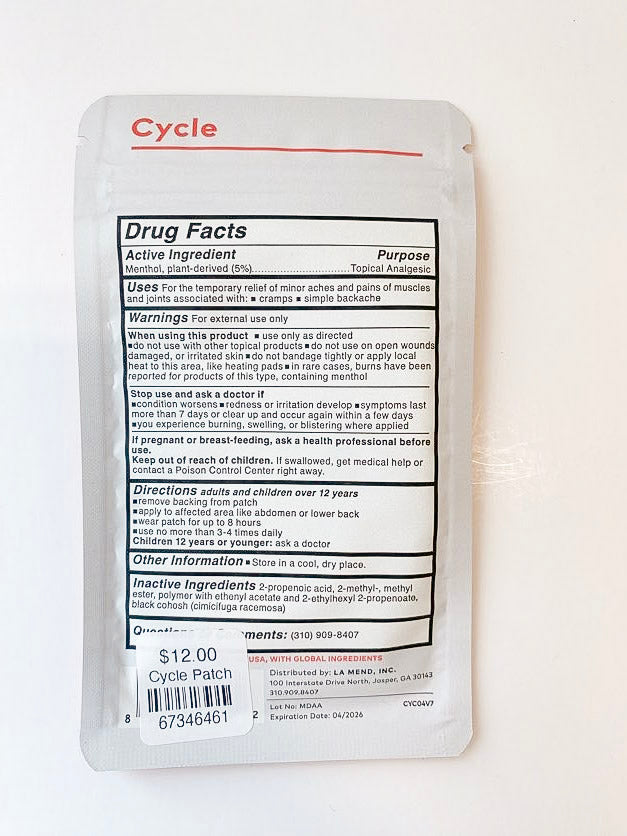 Cycle
Drug Facts
Active Ingredient Purpose
Menthol, plant-derived (5%)............................Topical Analgesic
Uses For the temporary relief of minor aches and pains of muscles
and joints associated with: ■ cramps ■ simple backache
Warnings For external use only
When using this product ■ use only as directed
■do not use with other topical products ■ do not use on open wounds
damaged, or irritated skin ■ do not bandage tightly or apply local
heat to this area, like heating pads ■ in rare cases, burns have been
reported for products of this type, containing menthol
Stop use and ask a doctor if
■condition worsens ■ redness or irritation develop ■ symptoms last
more than 7 days or clear up and occur again within a few days
■you experience burning, swelling, or blistering where applied
If pregnant or breast-feeding, ask a health professional before
use.
Keep out of reach of children. If swallowed, get medical help or
contact a Poison Control Center right away.
Directions adults and children over 12 years
■remove backing from patch
■apply to affected area like abdomen or lower back
■wear patch for up to 8 hours
■use no more than 3-4 times daily
Children 12 years or younger: ask a doctor
Other Information ■ Store in a cool, dry place.
Inactive Ingredients 2-propenoic acid, 2-methyl-, methyl
ester, polymer with ethenyl acetate and 2-ethylhexyl 2-propenoate,
black cohosh (cimicifuga racemosa)
Questions or Comments: (310) 909-8407
USA, WITH GLOBAL INGREDIENTS
Distributed by: LA MEND, INC.
100 Interstate Drive North, Jasper, GA 30143
310.909.8407
Lot No: MDAA CYC04V7
Expiration Date: 04/2026
$12.00
Cycle Patch
67346461
8 2